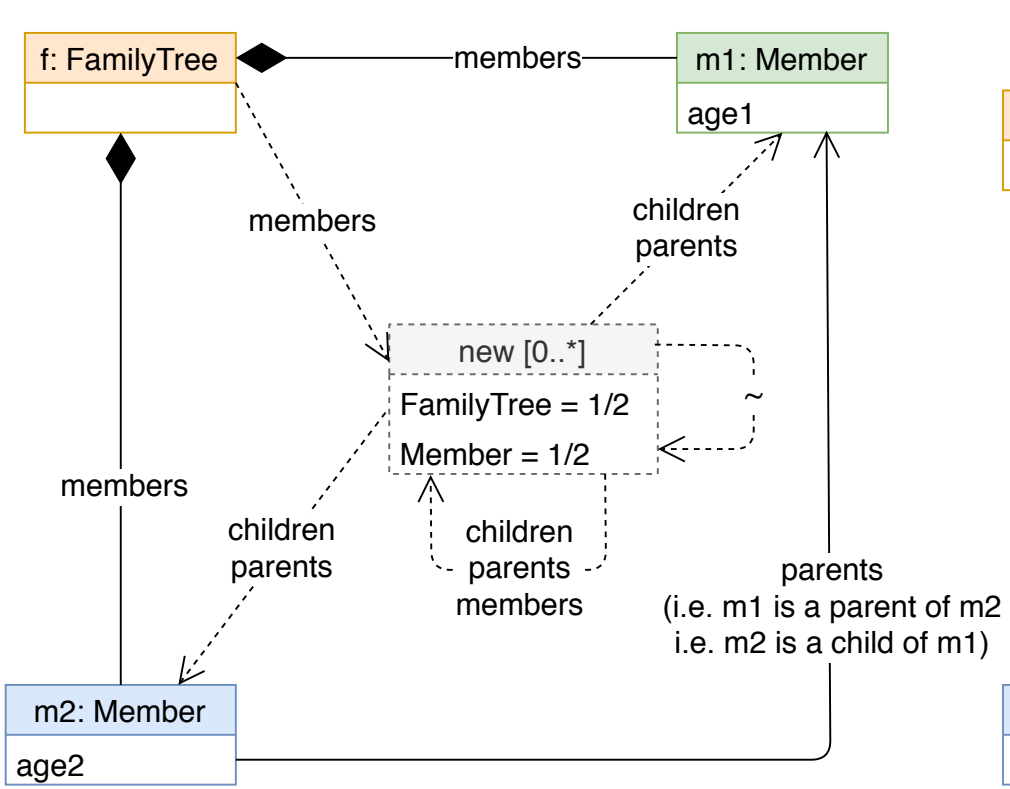 f: FamilyTree
members
m1: Member
age1
members
children
parents
new [0..*]
FamilyTree = 1/2
Member = 1/2
~
members
children
parents
children
parents
members
parents
(i.e. m1 is a parent of m2
i.e. m2 is a child of m1)
m2: Member
age2